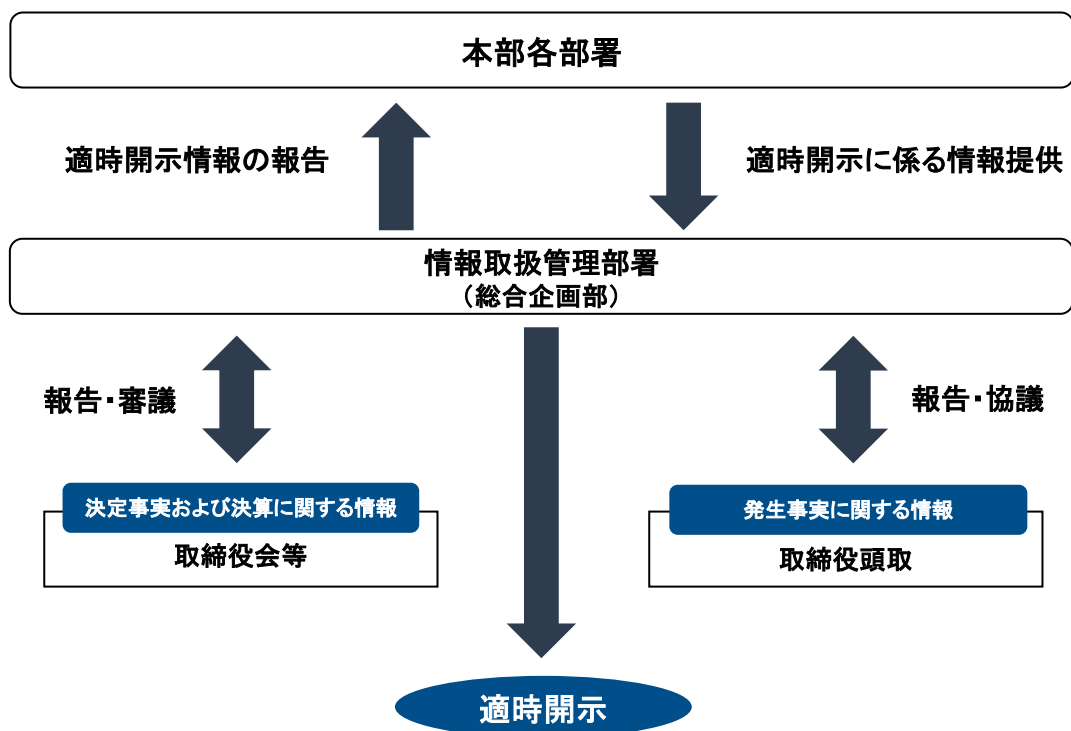 本部各部署
適時開示情報の報告
適時開示に係る情報提供
情報取扱管理部署
（総合企画部）
報告・審議
報告・協議
決定事実および決算に関する情報
取締役会等
発生事実に関する情報
取締役頭取
適時開示